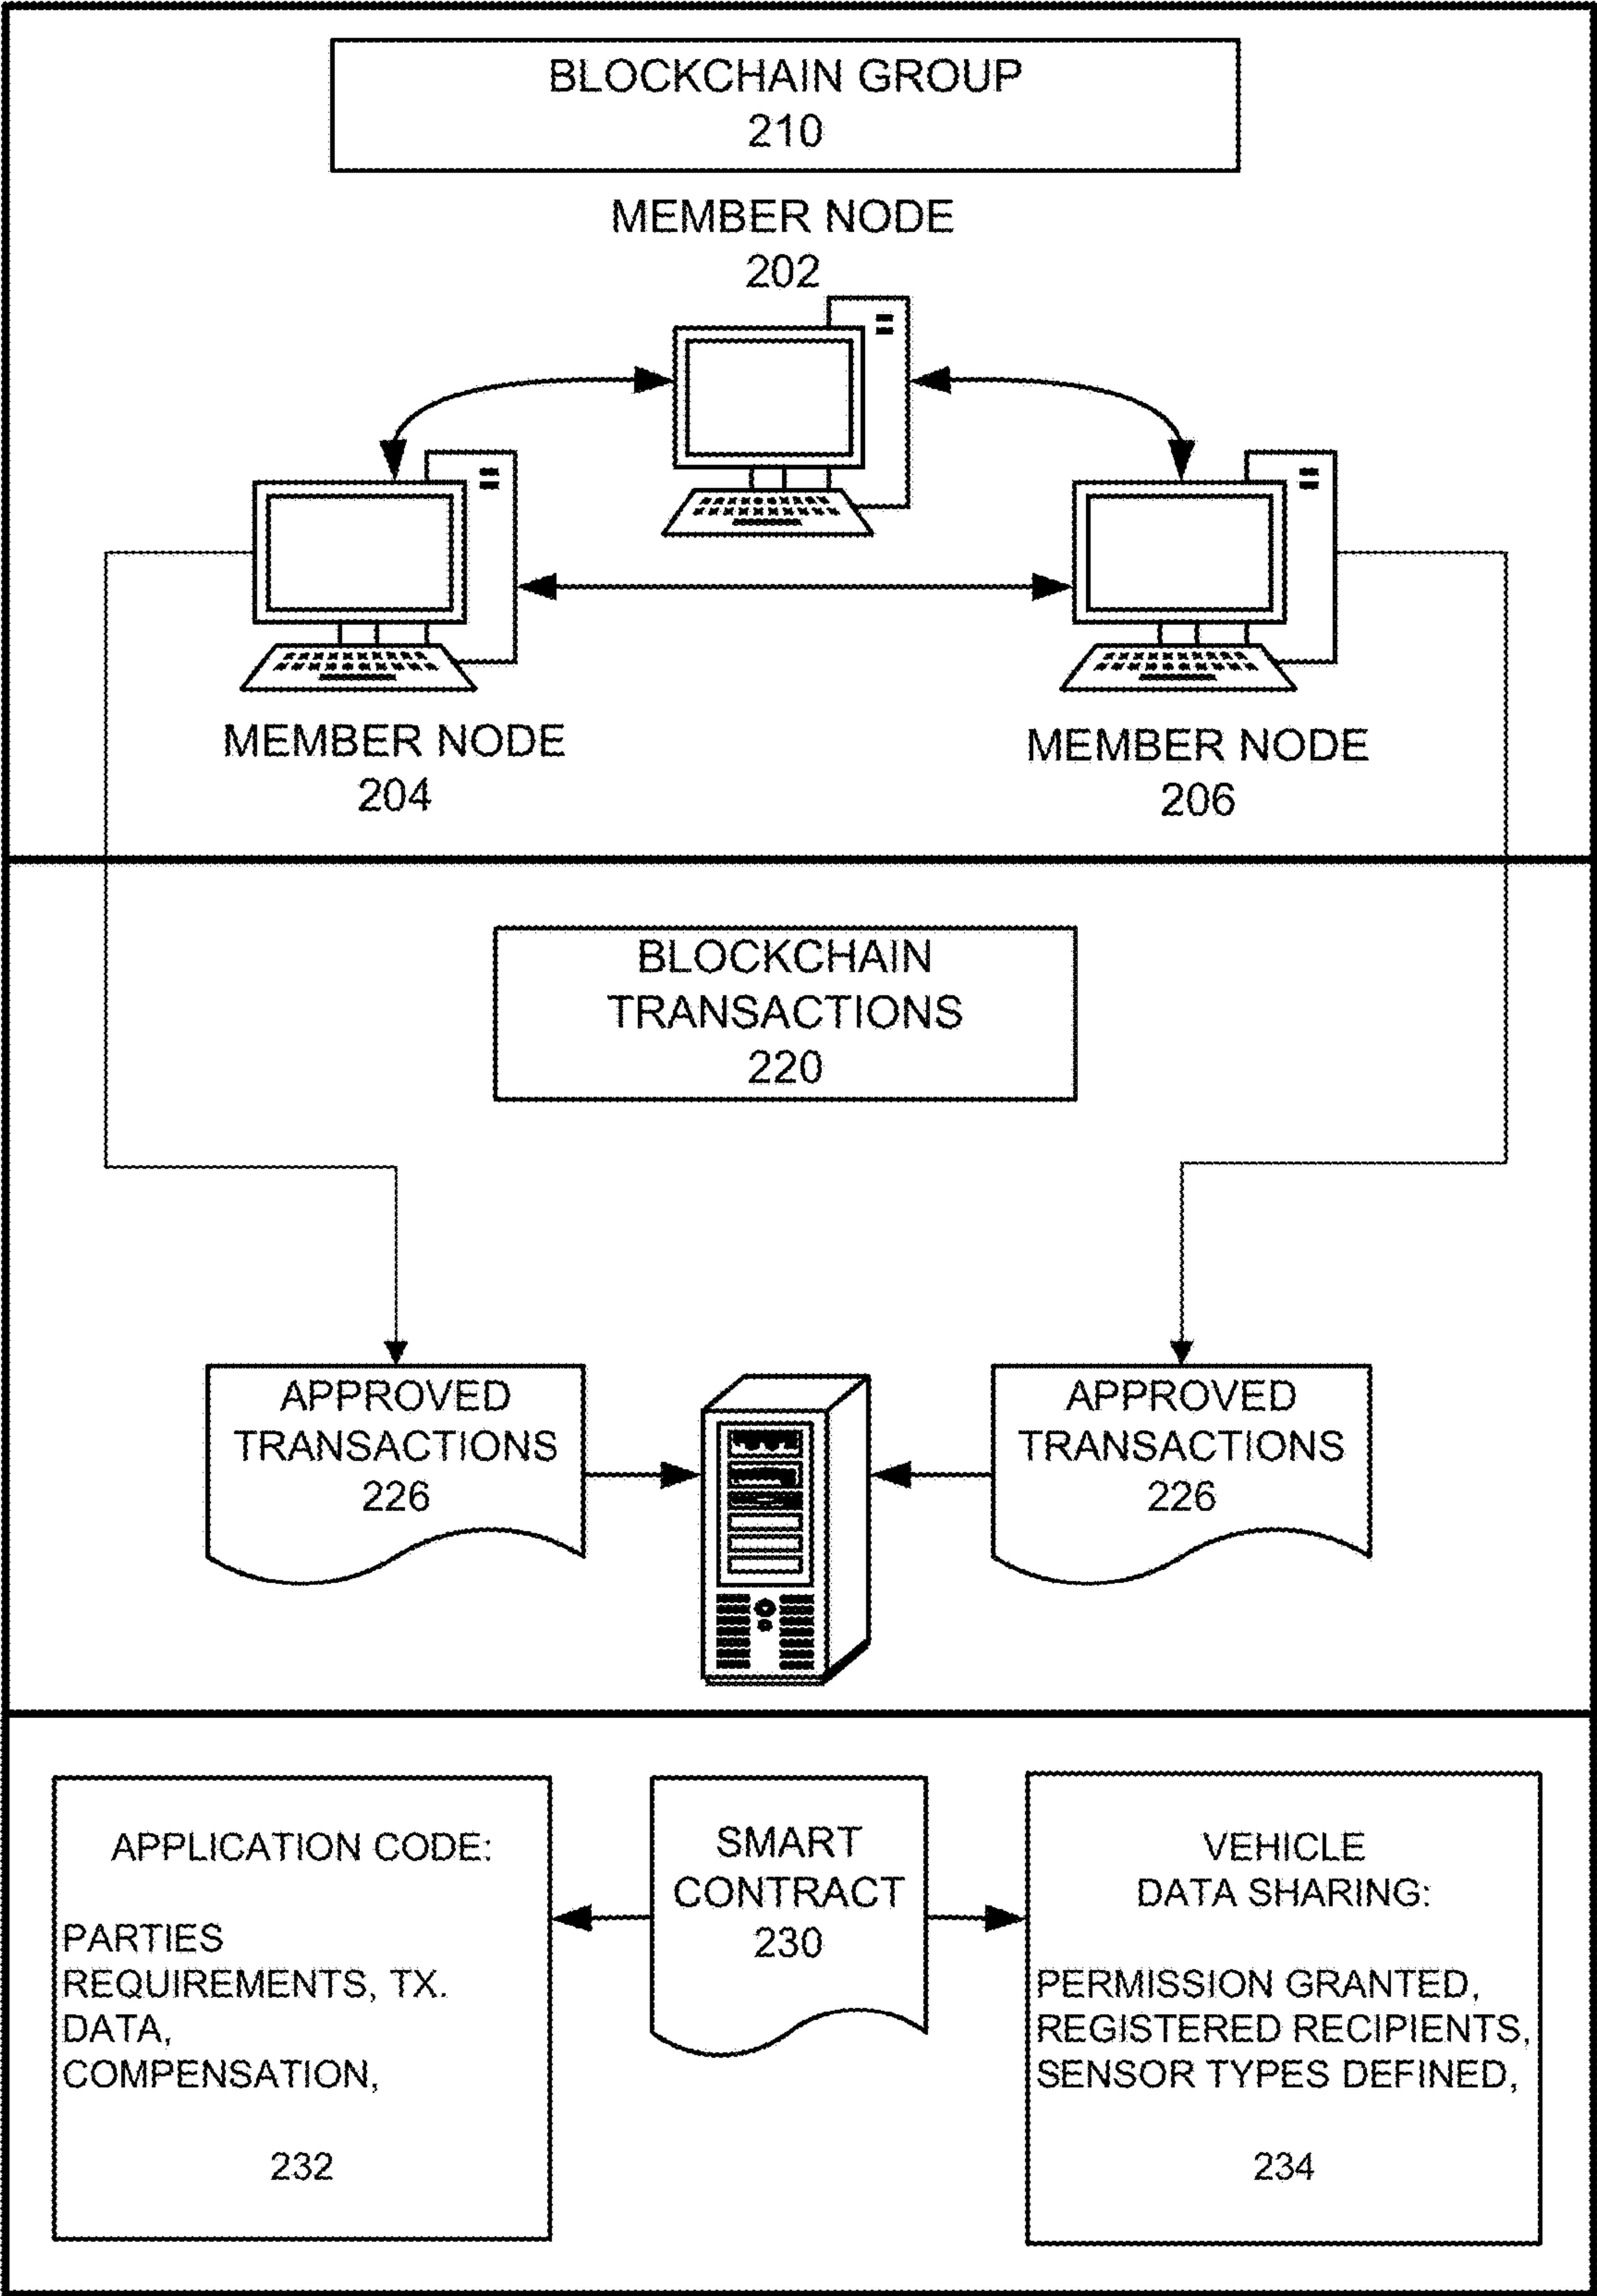 BLOCKCHAIN GROUP
210
MEMBER NODE
202
MEMBER NODE
204
MEMBER NODE
206
BLOCKCHAIN
TRANSACTIONS
220
APPROVED
TRANSACTIONS
226
APPROVED
TRANSACTIONS
226
APPLICATION CODE:
PARTIES
REQUIREMENTS, TX.
DATA,
COMPENSATION,
232
SMART
CONTRACT
230
VEHICLE
DATA SHARING:
PERMISSION GRANTED,
REGISTERED RECIPIENTS,
SENSOR TYPES DEFINED,
234